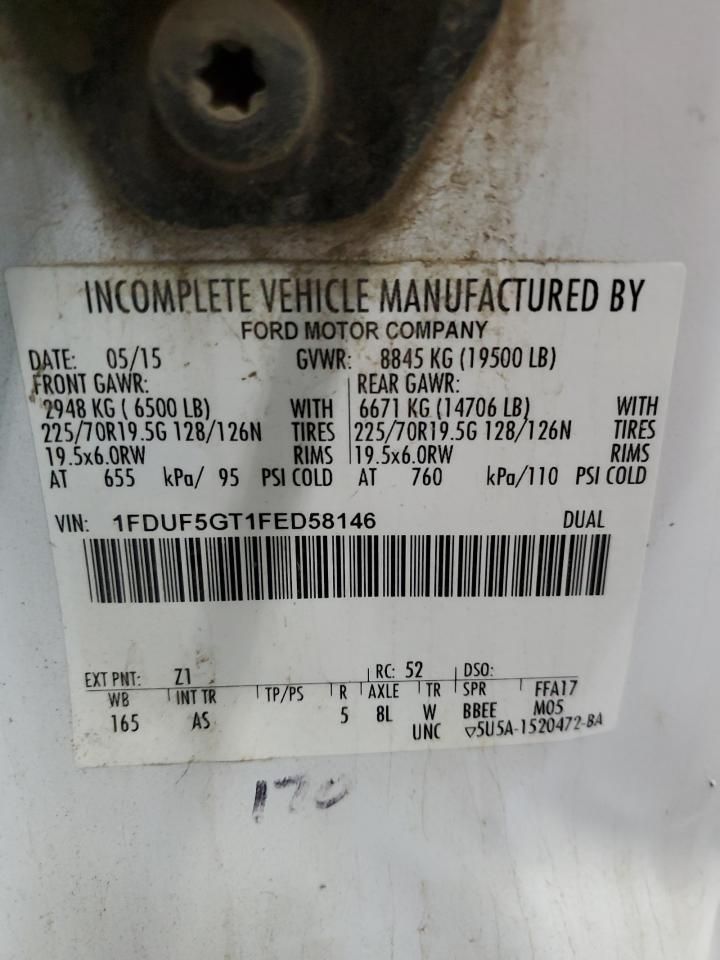 INCOMPLETE VEHICLE MANUFACTURED BY
FORD MOTOR COMPANY
DATE: 05/15 GVWR: 8845 KG (19500 LB)
FRONT GAWR: REAR GAWR:
2948 KG ( 6500 LB) WITH 6671 KG (14706 LB) WITH
225/70R19.5G 128/126N TIRES 225/70R19.5G 128/126N TIRES
19.5x6.0RW RIMS 19.5x6.0RW RIMS
AT 655 kPa/ 95 PSI COLD AT 760 kPa/110 PSI COLD
VIN: 1FDUF5GT1FED58146 DUAL
EXT PNT: Z1 RC: 52 DSO:
WB INT TR TP/PS R AXLE TR SPR FFA17
165 AS 5 8L W BBEE M05
UNC ▽5U5A-1520472-BA
170